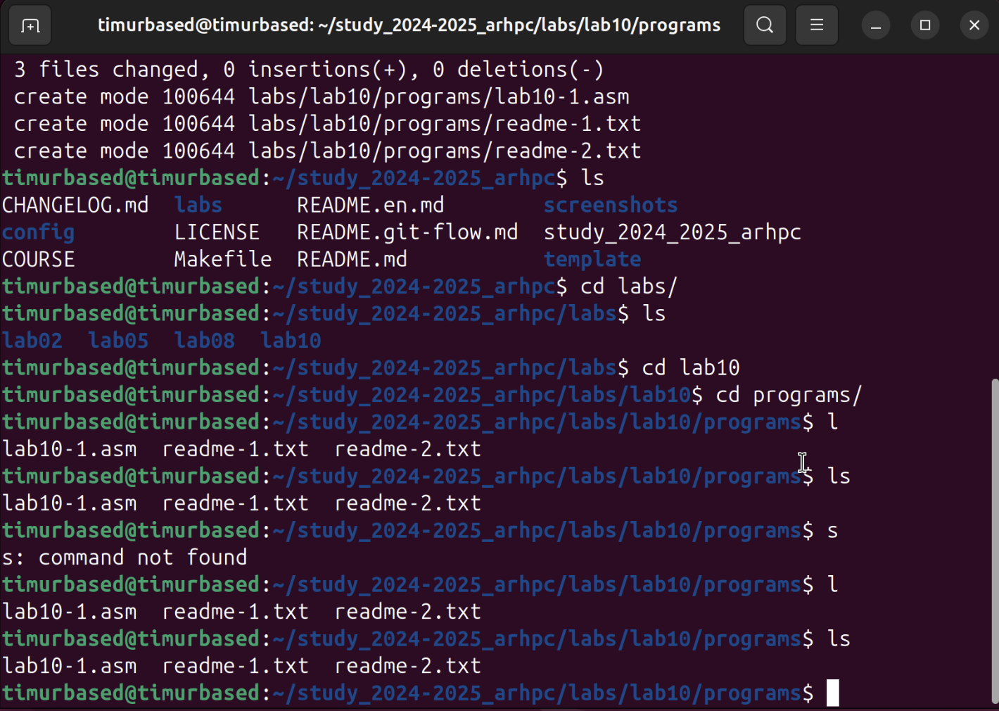 timurbased@timurbased: ~/study_2024-2025_arhpc/labs/lab10/programs
3 files changed, 0 insertions(+), 0 deletions(-)
create mode 100644 labs/lab10/programs/lab10-1.asm
create mode 100644 labs/lab10/programs/readme-1.txt
create mode 100644 labs/lab10/programs/readme-2.txt
timurbased@timurbased:~/study_2024-2025_arhpc$ ls
CHANGELOG.md  labs      README.en.md        screenshots
config        LICENSE   README.git-flow.md  study_2024_2025_arhpc
COURSE        Makefile  README.md           template
timurbased@timurbased:~/study_2024-2025_arhpc$ cd labs/
timurbased@timurbased:~/study_2024-2025_arhpc/labs$ ls
lab02  lab05  lab08  lab10
timurbased@timurbased:~/study_2024-2025_arhpc/labs$ cd lab10
timurbased@timurbased:~/study_2024-2025_arhpc/labs/lab10$ cd programs/
timurbased@timurbased:~/study_2024-2025_arhpc/labs/lab10/programs$ l
lab10-1.asm  readme-1.txt  readme-2.txt
timurbased@timurbased:~/study_2024-2025_arhpc/labs/lab10/programs$ ls
lab10-1.asm  readme-1.txt  readme-2.txt
timurbased@timurbased:~/study_2024-2025_arhpc/labs/lab10/programs$ s
s: command not found
timurbased@timurbased:~/study_2024-2025_arhpc/labs/lab10/programs$ l
lab10-1.asm  readme-1.txt  readme-2.txt
timurbased@timurbased:~/study_2024-2025_arhpc/labs/lab10/programs$ ls
lab10-1.asm  readme-1.txt  readme-2.txt
timurbased@timurbased:~/study_2024-2025_arhpc/labs/lab10/programs$